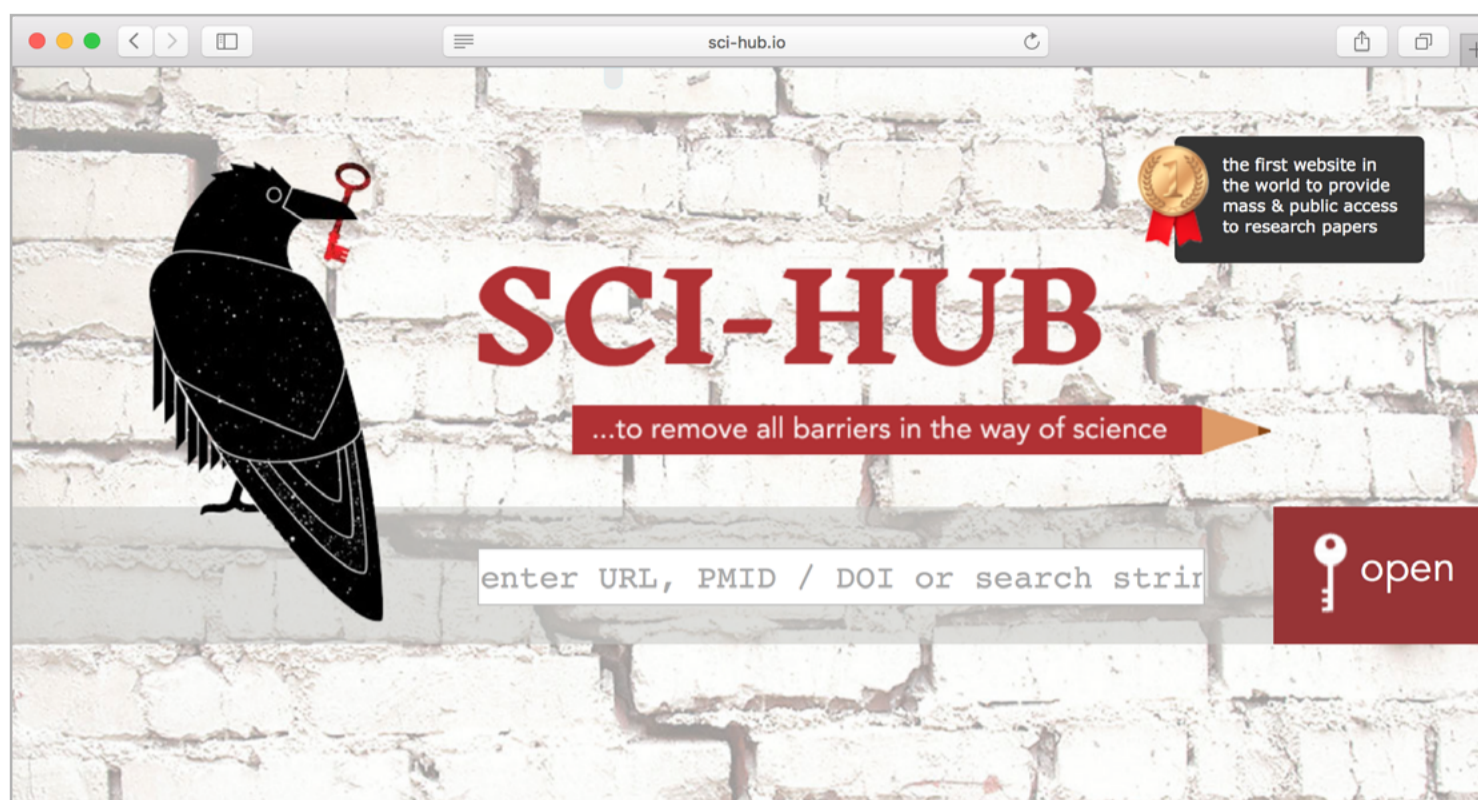 sci-hub.io
the first website in
the world to provide
mass & public access
to research papers
SCI-HUB
...to remove all barriers in the way of science
enter URL, PMID / DOI or search strin
open